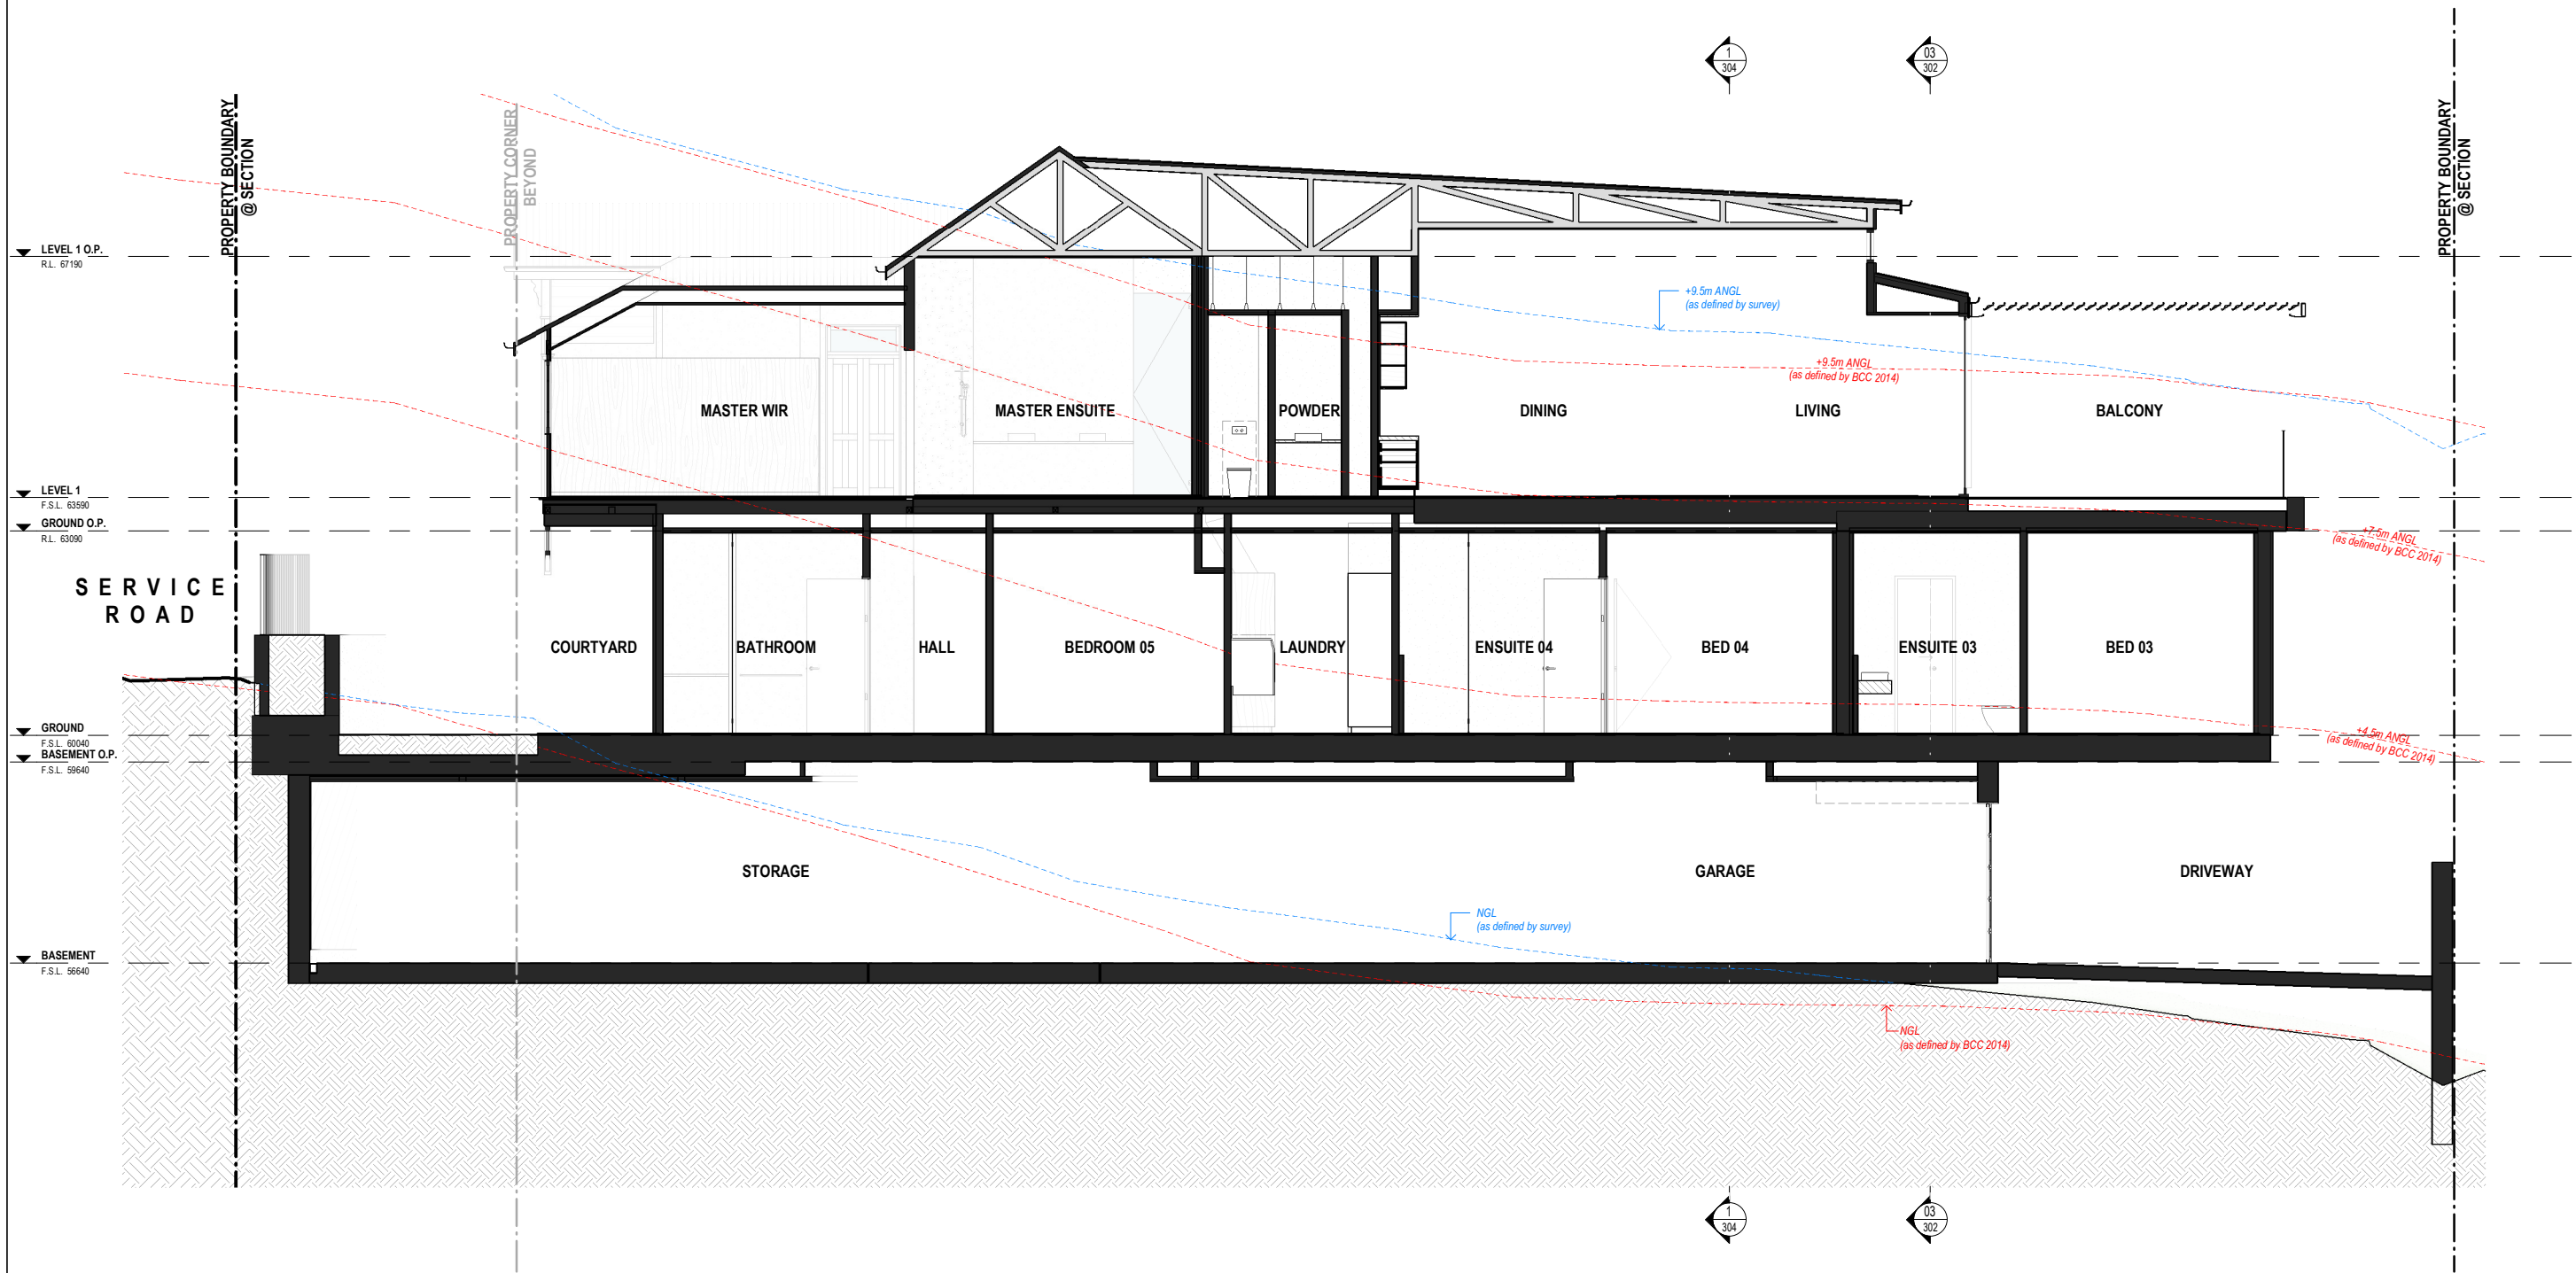 1
304
03
302
PROPERTY BOUNDARY
@ SECTION
PROPERTY CORNER
BEYOND
PROPERTY BOUNDARY
@ SECTION
LEVEL 1 O.P.
R.L. 67190
+9.5m ANGL
(as defined by survey)
+9.5m ANGL
(as defined by BCC 2014)
MASTER WIR
MASTER ENSUITE
POWDER
DINING
LIVING
BALCONY
LEVEL 1
F.S.L. 63590
GROUND O.P.
R.L. 63090
+7.5m ANGL
(as defined by BCC 2014)
SERVICE
ROAD
COURTYARD
BATHROOM
HALL
BEDROOM 05
LAUNDRY
ENSUITE 04
BED 04
ENSUITE 03
BED 03
GROUND
F.S.L. 60040
BASEMENT O.P.
F.S.L. 59640
+4.5m ANGL
(as defined by BCC 2014)
STORAGE
GARAGE
DRIVEWAY
NGL
(as defined by survey)
BASEMENT
F.S.L. 56640
NGL
(as defined by BCC 2014)
1
304
03
302